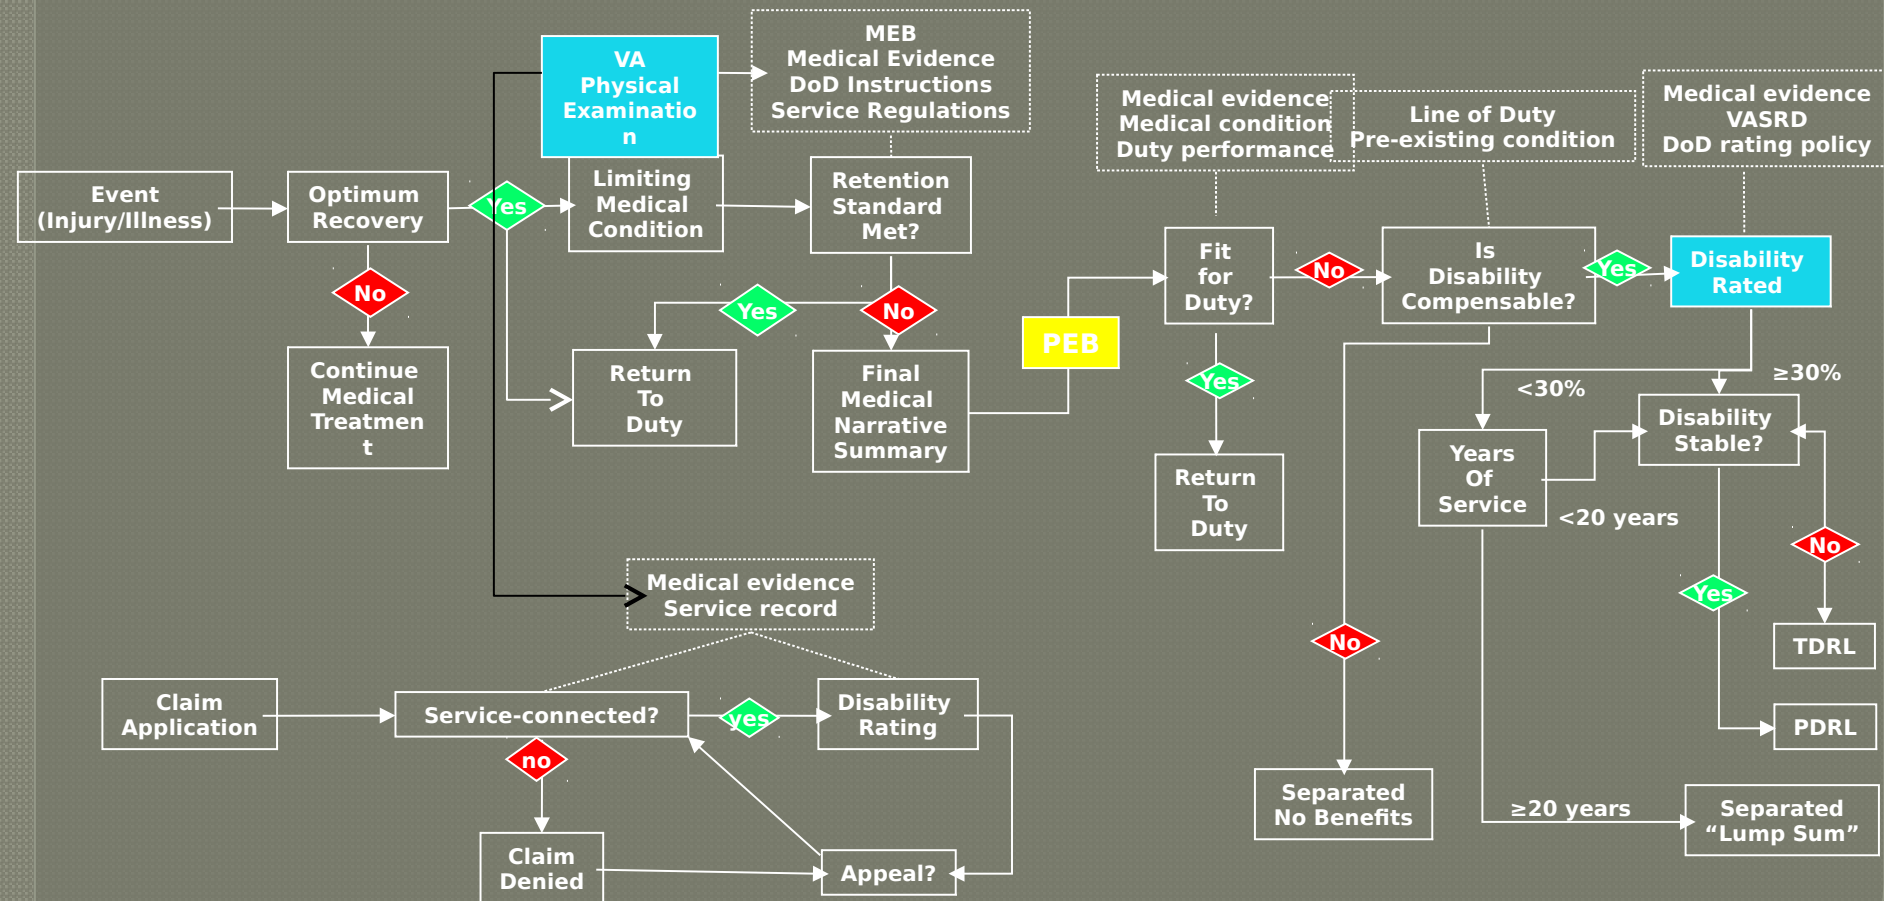 VA
Physical
Examinatio
n
MEB
Medical Evidence
DoD Instructions
Service Regulations
Medical evidence
Medical condition
Duty performance
Line of Duty
Pre-existing condition
Medical evidence
VASRD
DoD rating policy
Event
(Injury/Illness)
Optimum
Recovery
Yes
Limiting
Medical
Condition
Retention
Standard
Met?
No
Yes
No
Continue
Medical
Treatmen
t
Return
To
Duty
Final
Medical
Narrative
Summary
PEB
Fit
for
Duty?
No
Is
Disability
Compensable?
Yes
Disability
Rated
Yes
Return
To
Duty
<30%
≥30%
Years
Of
Service
<20 years
Disability
Stable?
No
Yes
TDRL
PDRL
No
Separated
No Benefits
≥20 years
Separated
“Lump Sum”
Medical evidence
Service record
Claim
Application
Service-connected?
yes
Disability
Rating
no
Claim
Denied
Appeal?